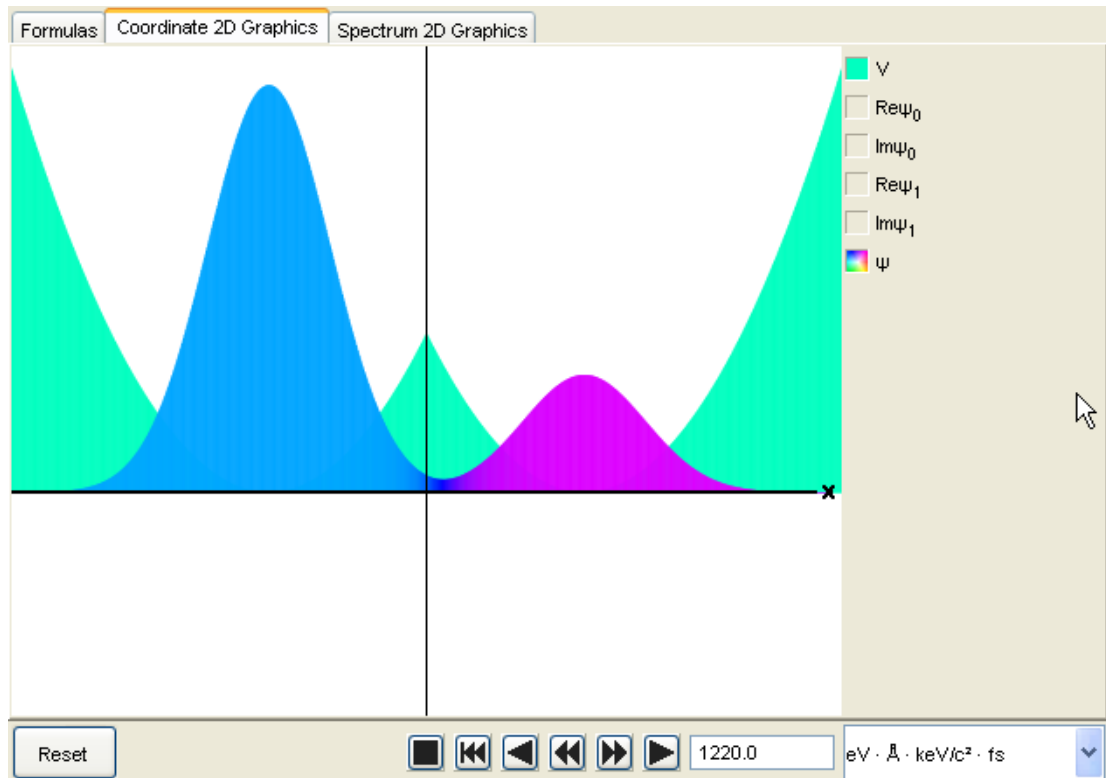 Formulas Coordinate 2D Graphics Spectrum 2D Graphics
V
Reψ₀
Imψ₀
Reψ₁
Imψ₁
ψ
x
Reset 1220.0 eV · Å · keV/c² · fs